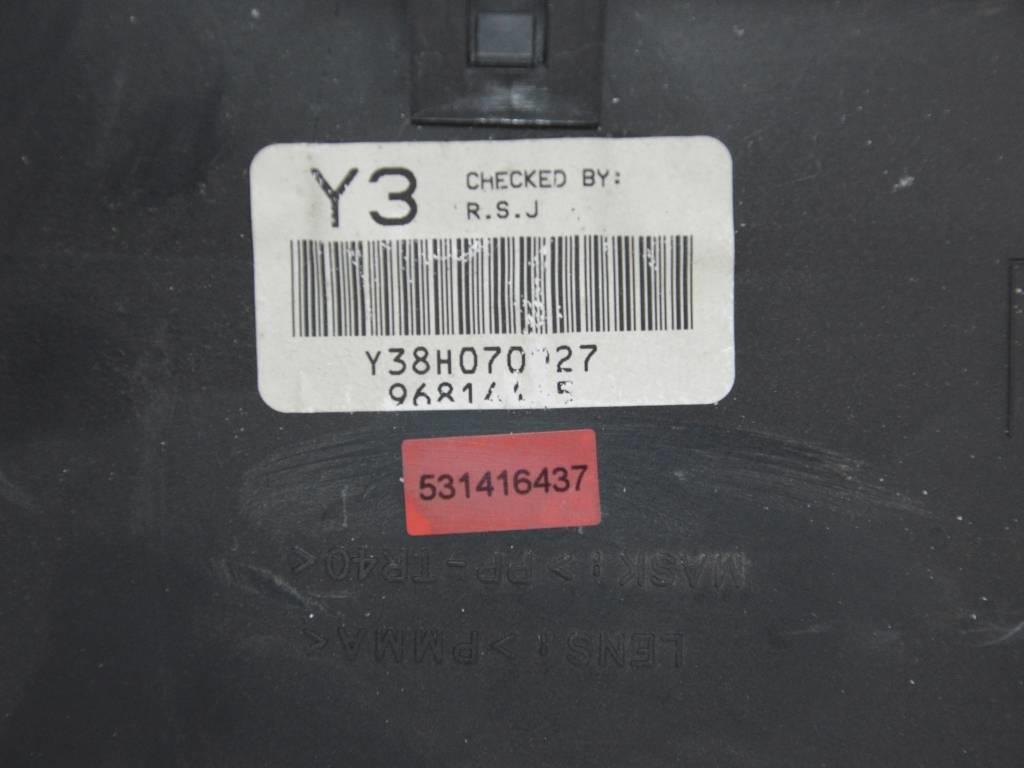 Y3
CHECKED BY:
R.S.J
531416437
MASK:>PP-TR40<
LENS:>PMMA<